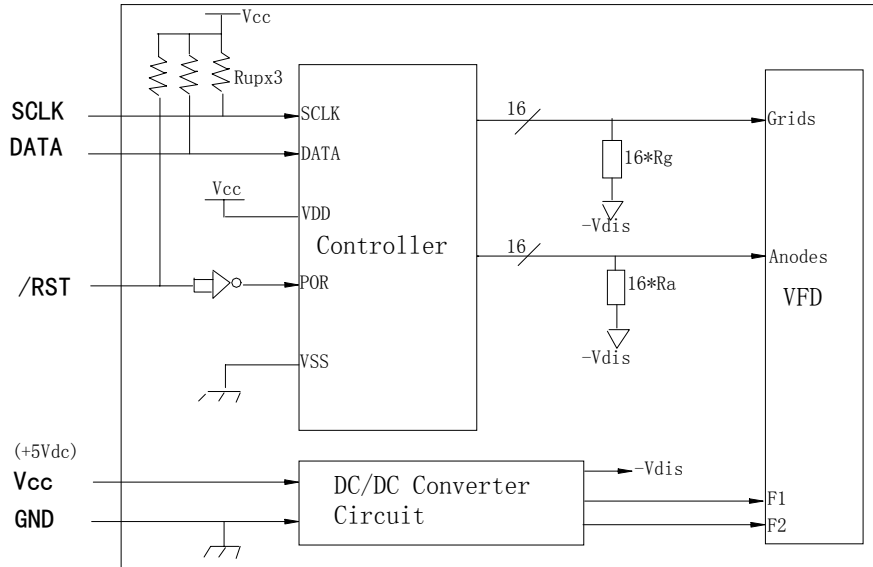 Vcc
Rupx3
SCLK
SCLK
DATA
DATA
16
Grids
16*Rg
-Vdis
Vcc
VDD
Controller
16
Anodes
/RST
POR
16*Ra
VFD
-Vdis
VSS
(+5Vdc)
Vcc
GND
DC/DC Converter
Circuit
-Vdis
F1
F2